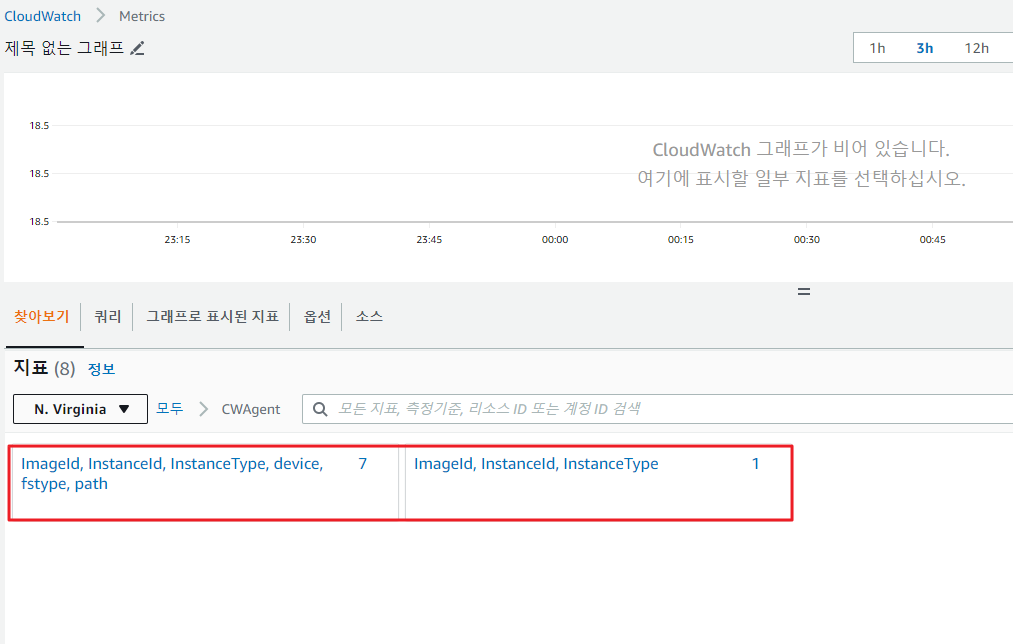 CloudWatch > Metrics
제목 없는 그래프
1h 3h 12h
18.5
CloudWatch 그래프가 비어 있습니다.
18.5
여기에 표시할 일부 지표를 선택하십시오.
18.5
23:15 23:30 23:45 00:00 00:15 00:30 00:45
찾아보기 쿼리 그래프로 표시된 지표 옵션 소스
지표 (8) 정보
N. Virginia 모두 > CWAgent 모든 지표, 측정기준, 리소스 ID 또는 계정 ID 검색
ImageId, InstanceId, InstanceType, device, 7 ImageId, InstanceId, InstanceType 1
fstype, path